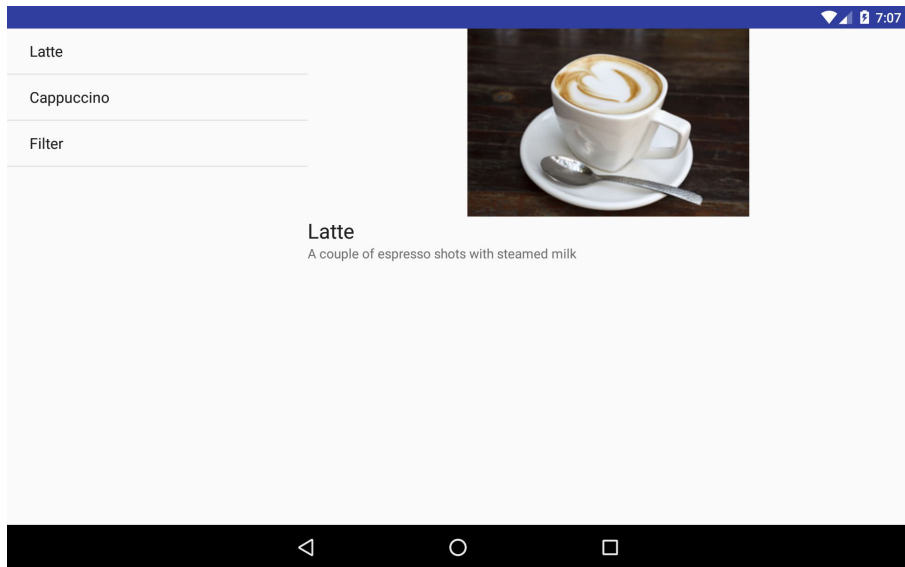 7:07
Latte
Cappuccino
Filter
Latte
A couple of espresso shots with steamed milk